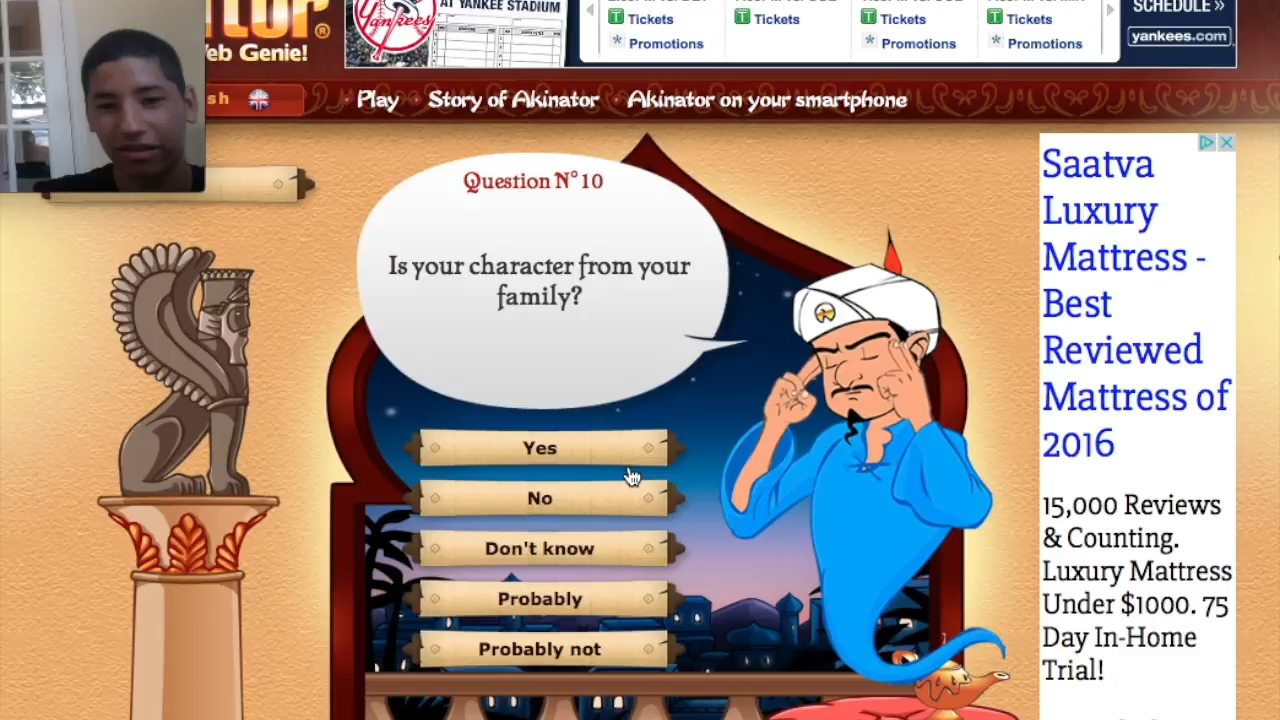 AT YANKEE STADIUM
Yankees
Tickets
Promotions
Tickets
Tickets
Promotions
Tickets
Promotions
SCHEDULE »
yankees.com
eb Genie!
sh
Play
Story of Akinator
Akinator on your smartphone
Question N° 10
Is your character from your
family?
Yes
No
Don't know
Probably
Probably not
Saatva
Luxury
Mattress -
Best
Reviewed
Mattress of
2016
15,000 Reviews
& Counting.
Luxury Mattress
Under $1000. 75
Day In-Home
Trial!